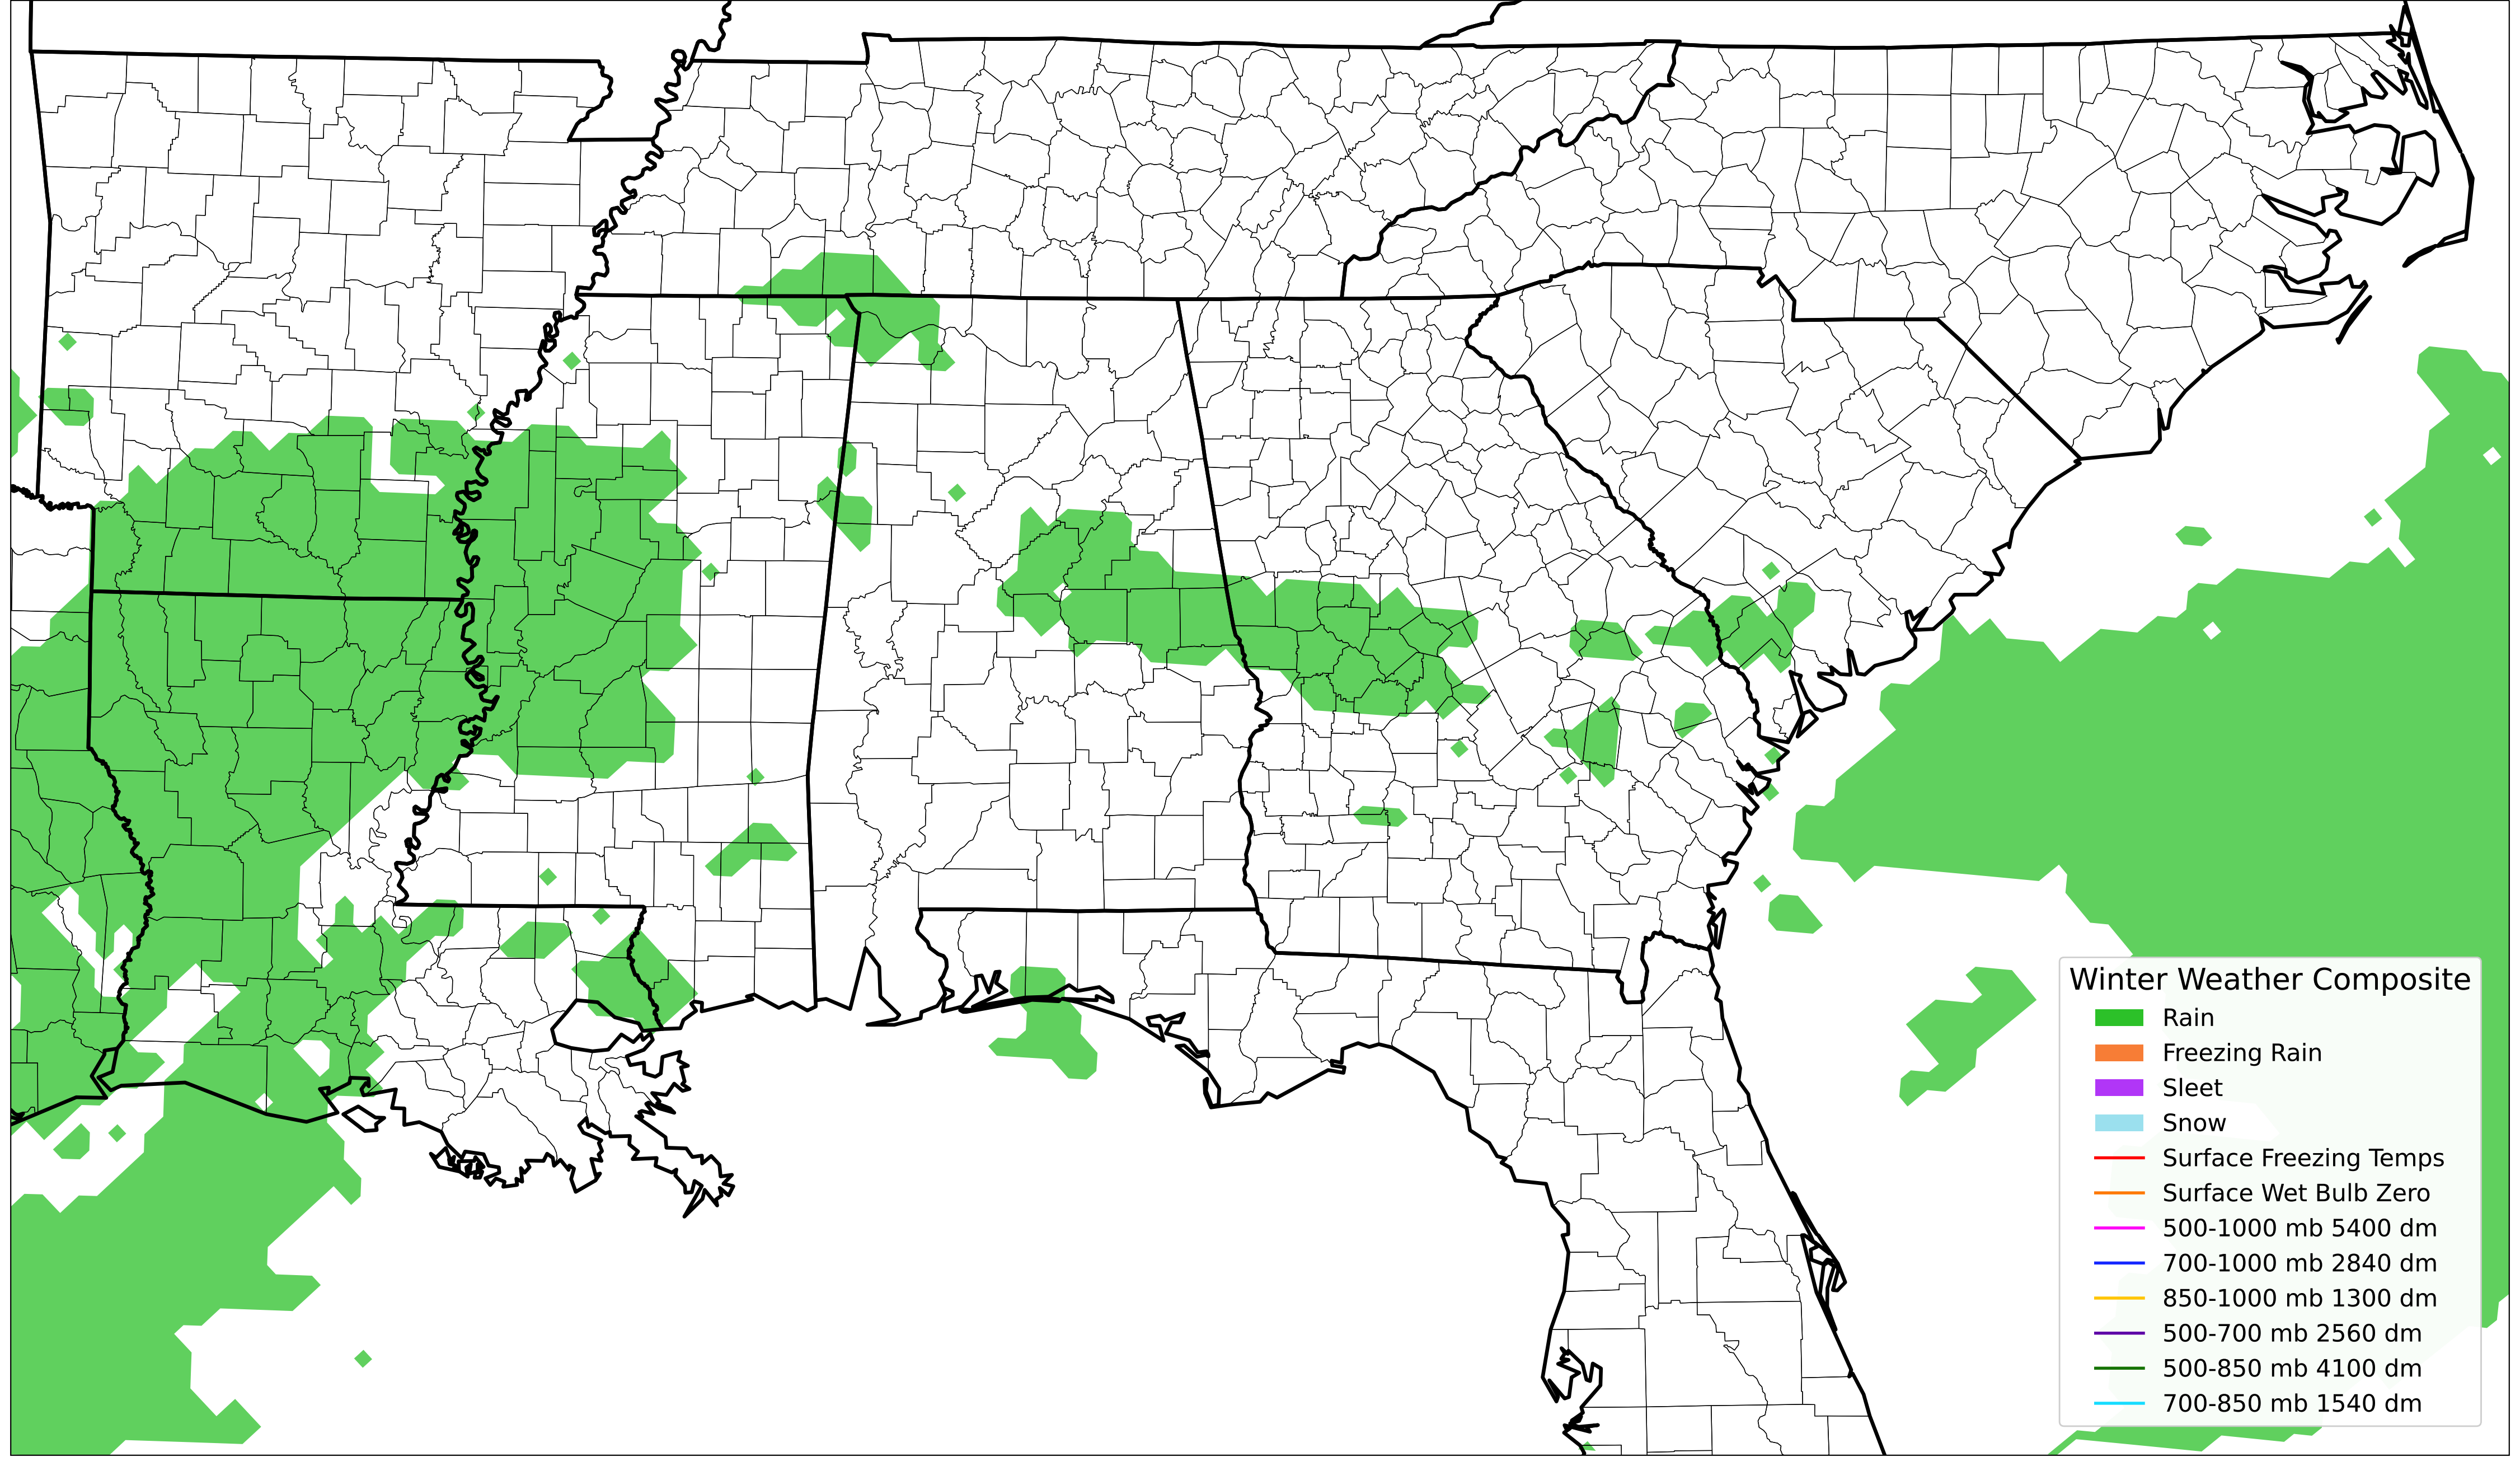 Winter Weather Composite
Rain
Freezing Rain
Sleet
Snow
Surface Freezing Temps
Surface Wet Bulb Zero
500-1000 mb 5400 dm
700-1000 mb 2840 dm
850-1000 mb 1300 dm
500-700 mb 2560 dm
500-850 mb 4100 dm
700-850 mb 1540 dm